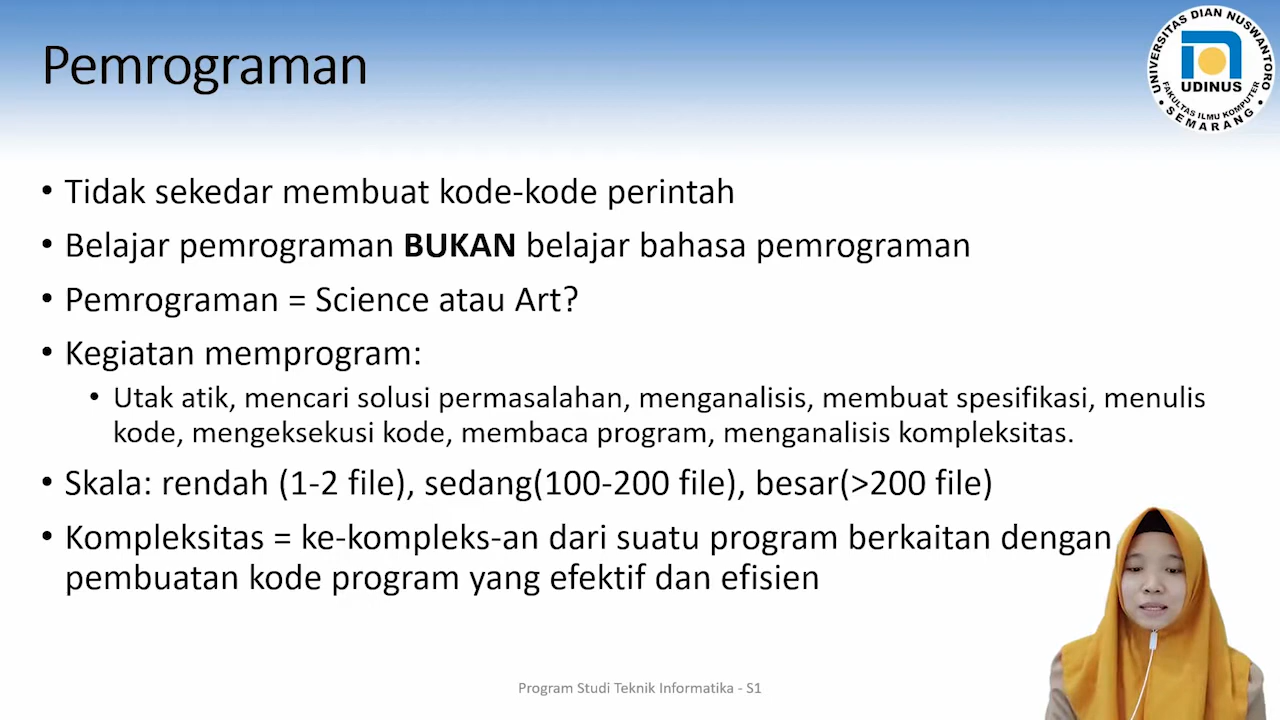 Pemrograman
UNIVERSITAS DIAN NUSWANTORO
UDINUS
FAKULTAS ILMU KOMPUTER
• SEMARANG •
• Tidak sekedar membuat kode-kode perintah
• Belajar pemrograman BUKAN belajar bahasa pemrograman
• Pemrograman = Science atau Art?
• Kegiatan memprogram:
• Utak atik, mencari solusi permasalahan, menganalisis, membuat spesifikasi, menulis
kode, mengeksekusi kode, membaca program, menganalisis kompleksitas.
• Skala: rendah (1-2 file), sedang(100-200 file), besar(>200 file)
• Kompleksitas = ke-kompleks-an dari suatu program berkaitan dengan
pembuatan kode program yang efektif dan efisien
Program Studi Teknik Informatika - S1